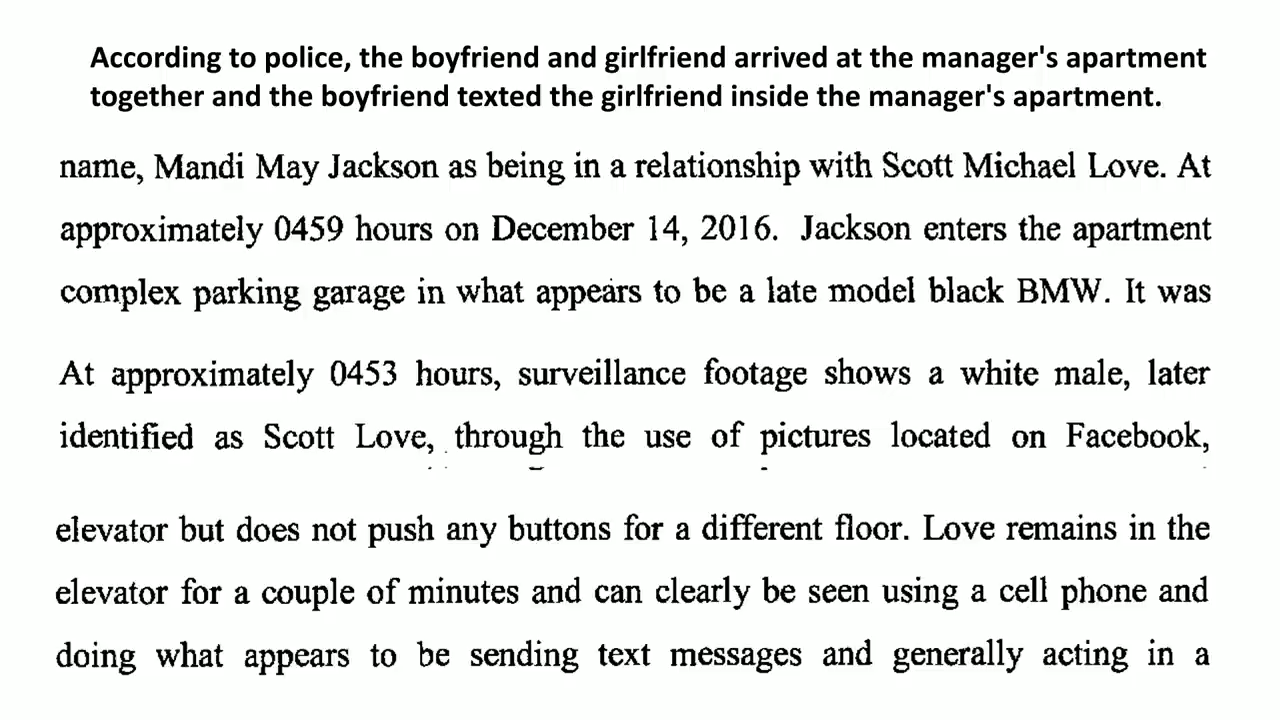 According to police, the boyfriend and girlfriend arrived at the manager's apartment
together and the boyfriend texted the girlfriend inside the manager's apartment.
name, Mandi May Jackson as being in a relationship with Scott Michael Love. At
approximately 0459 hours on December 14, 2016. Jackson enters the apartment
complex parking garage in what appears to be a late model black BMW. It was
At approximately 0453 hours, surveillance footage shows a white male, later
identified as Scott Love, through the use of pictures located on Facebook,
elevator but does not push any buttons for a different floor. Love remains in the
elevator for a couple of minutes and can clearly be seen using a cell phone and
doing what appears to be sending text messages and generally acting in a